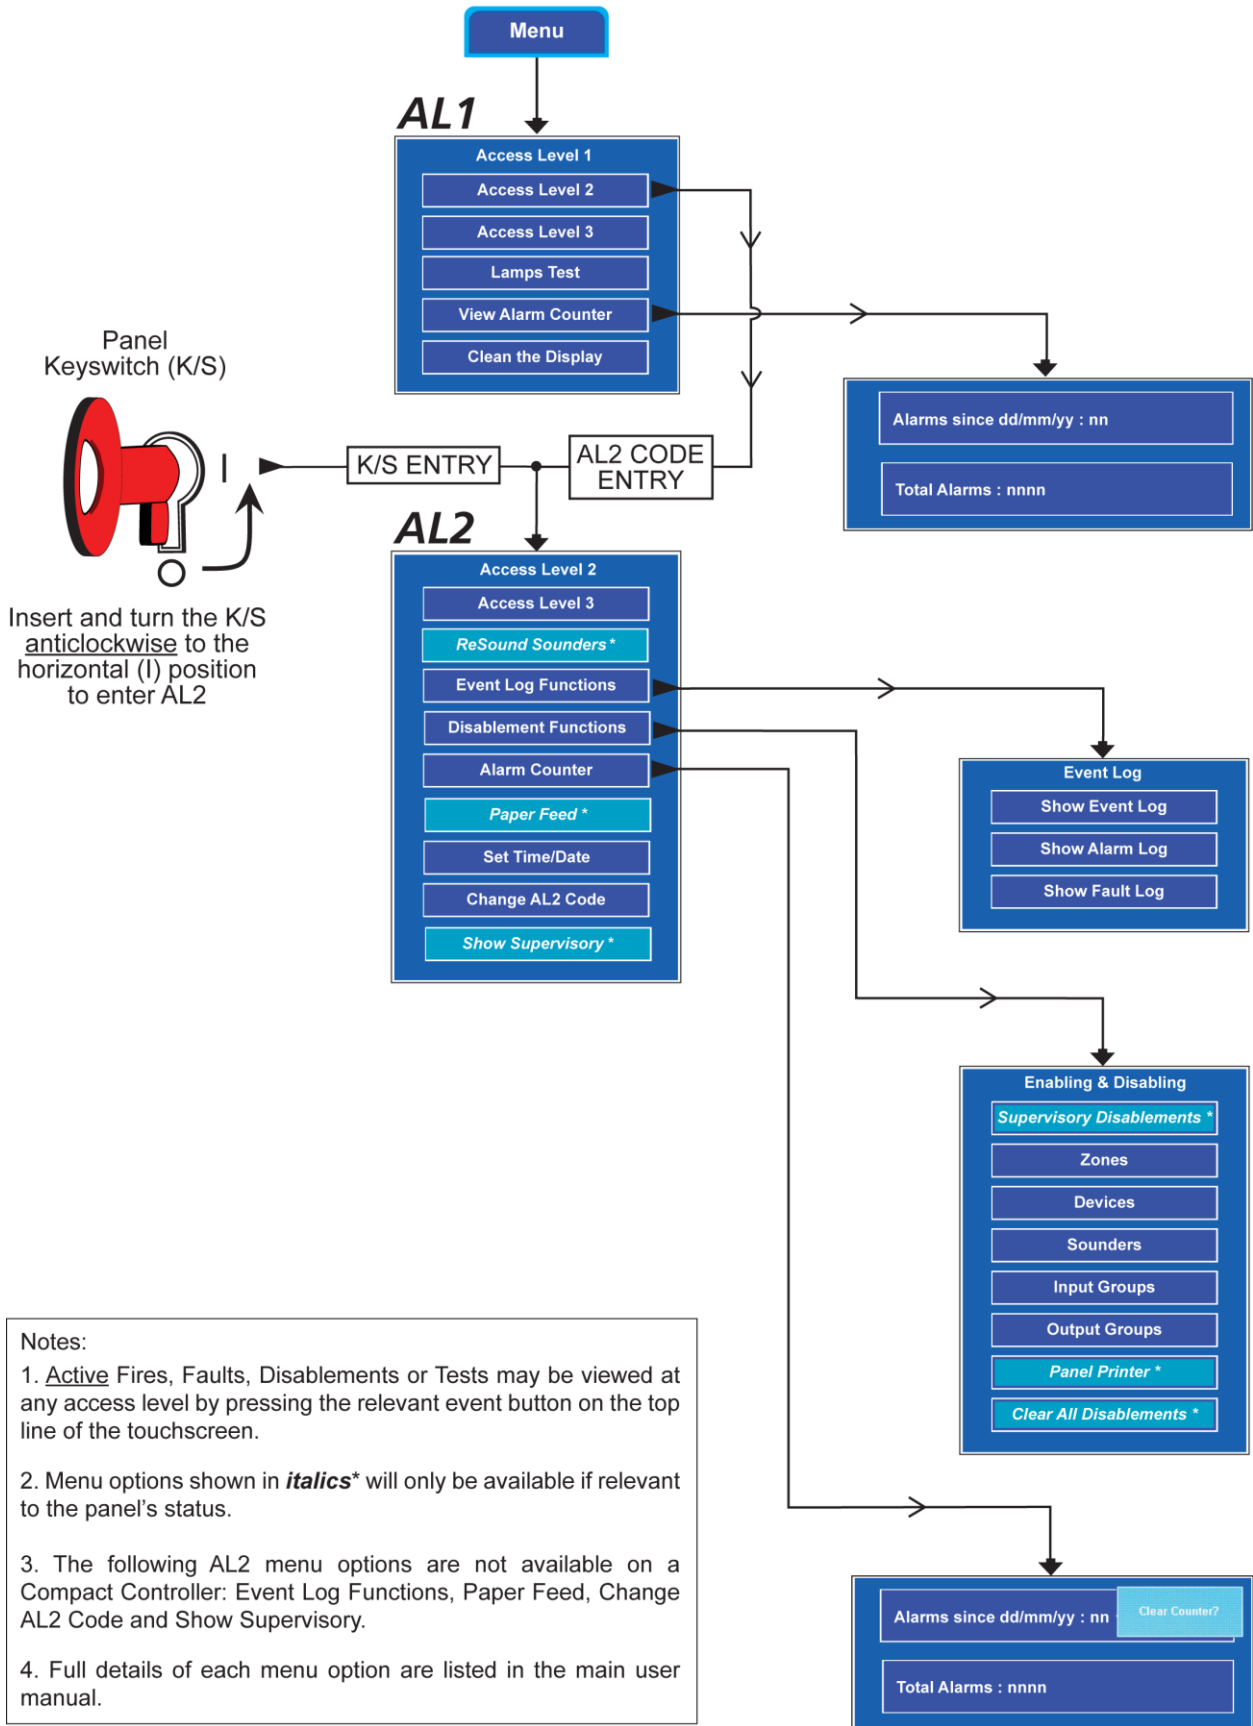 Menu
AL1
Access Level 1
Access Level 2
Access Level 3
Lamps Test
View Alarm Counter
Clean the Display
Panel
Keyswitch (K/S)
I
K/S ENTRY
AL2 CODE
ENTRY
Alarms since dd/mm/yy : nn
Total Alarms : nnnn
Insert and turn the K/S
anticlockwise to the
horizontal (I) position
to enter AL2
AL2
Access Level 2
Access Level 3
ReSound Sounders *
Event Log Functions
Disablement Functions
Alarm Counter
Paper Feed *
Set Time/Date
Change AL2 Code
Show Supervisory *
Event Log
Show Event Log
Show Alarm Log
Show Fault Log
Enabling & Disabling
Supervisory Disablements *
Zones
Devices
Sounders
Input Groups
Output Groups
Panel Printer *
Clear All Disablements *
Alarms since dd/mm/yy : nn
Clear Counter?
Total Alarms : nnnn
Notes:
1. Active Fires, Faults, Disablements or Tests may be viewed at
any access level by pressing the relevant event button on the top
line of the touchscreen.
2. Menu options shown in italics* will only be available if relevant
to the panel's status.
3. The following AL2 menu options are not available on a
Compact Controller: Event Log Functions, Paper Feed, Change
AL2 Code and Show Supervisory.
4. Full details of each menu option are listed in the main user
manual.